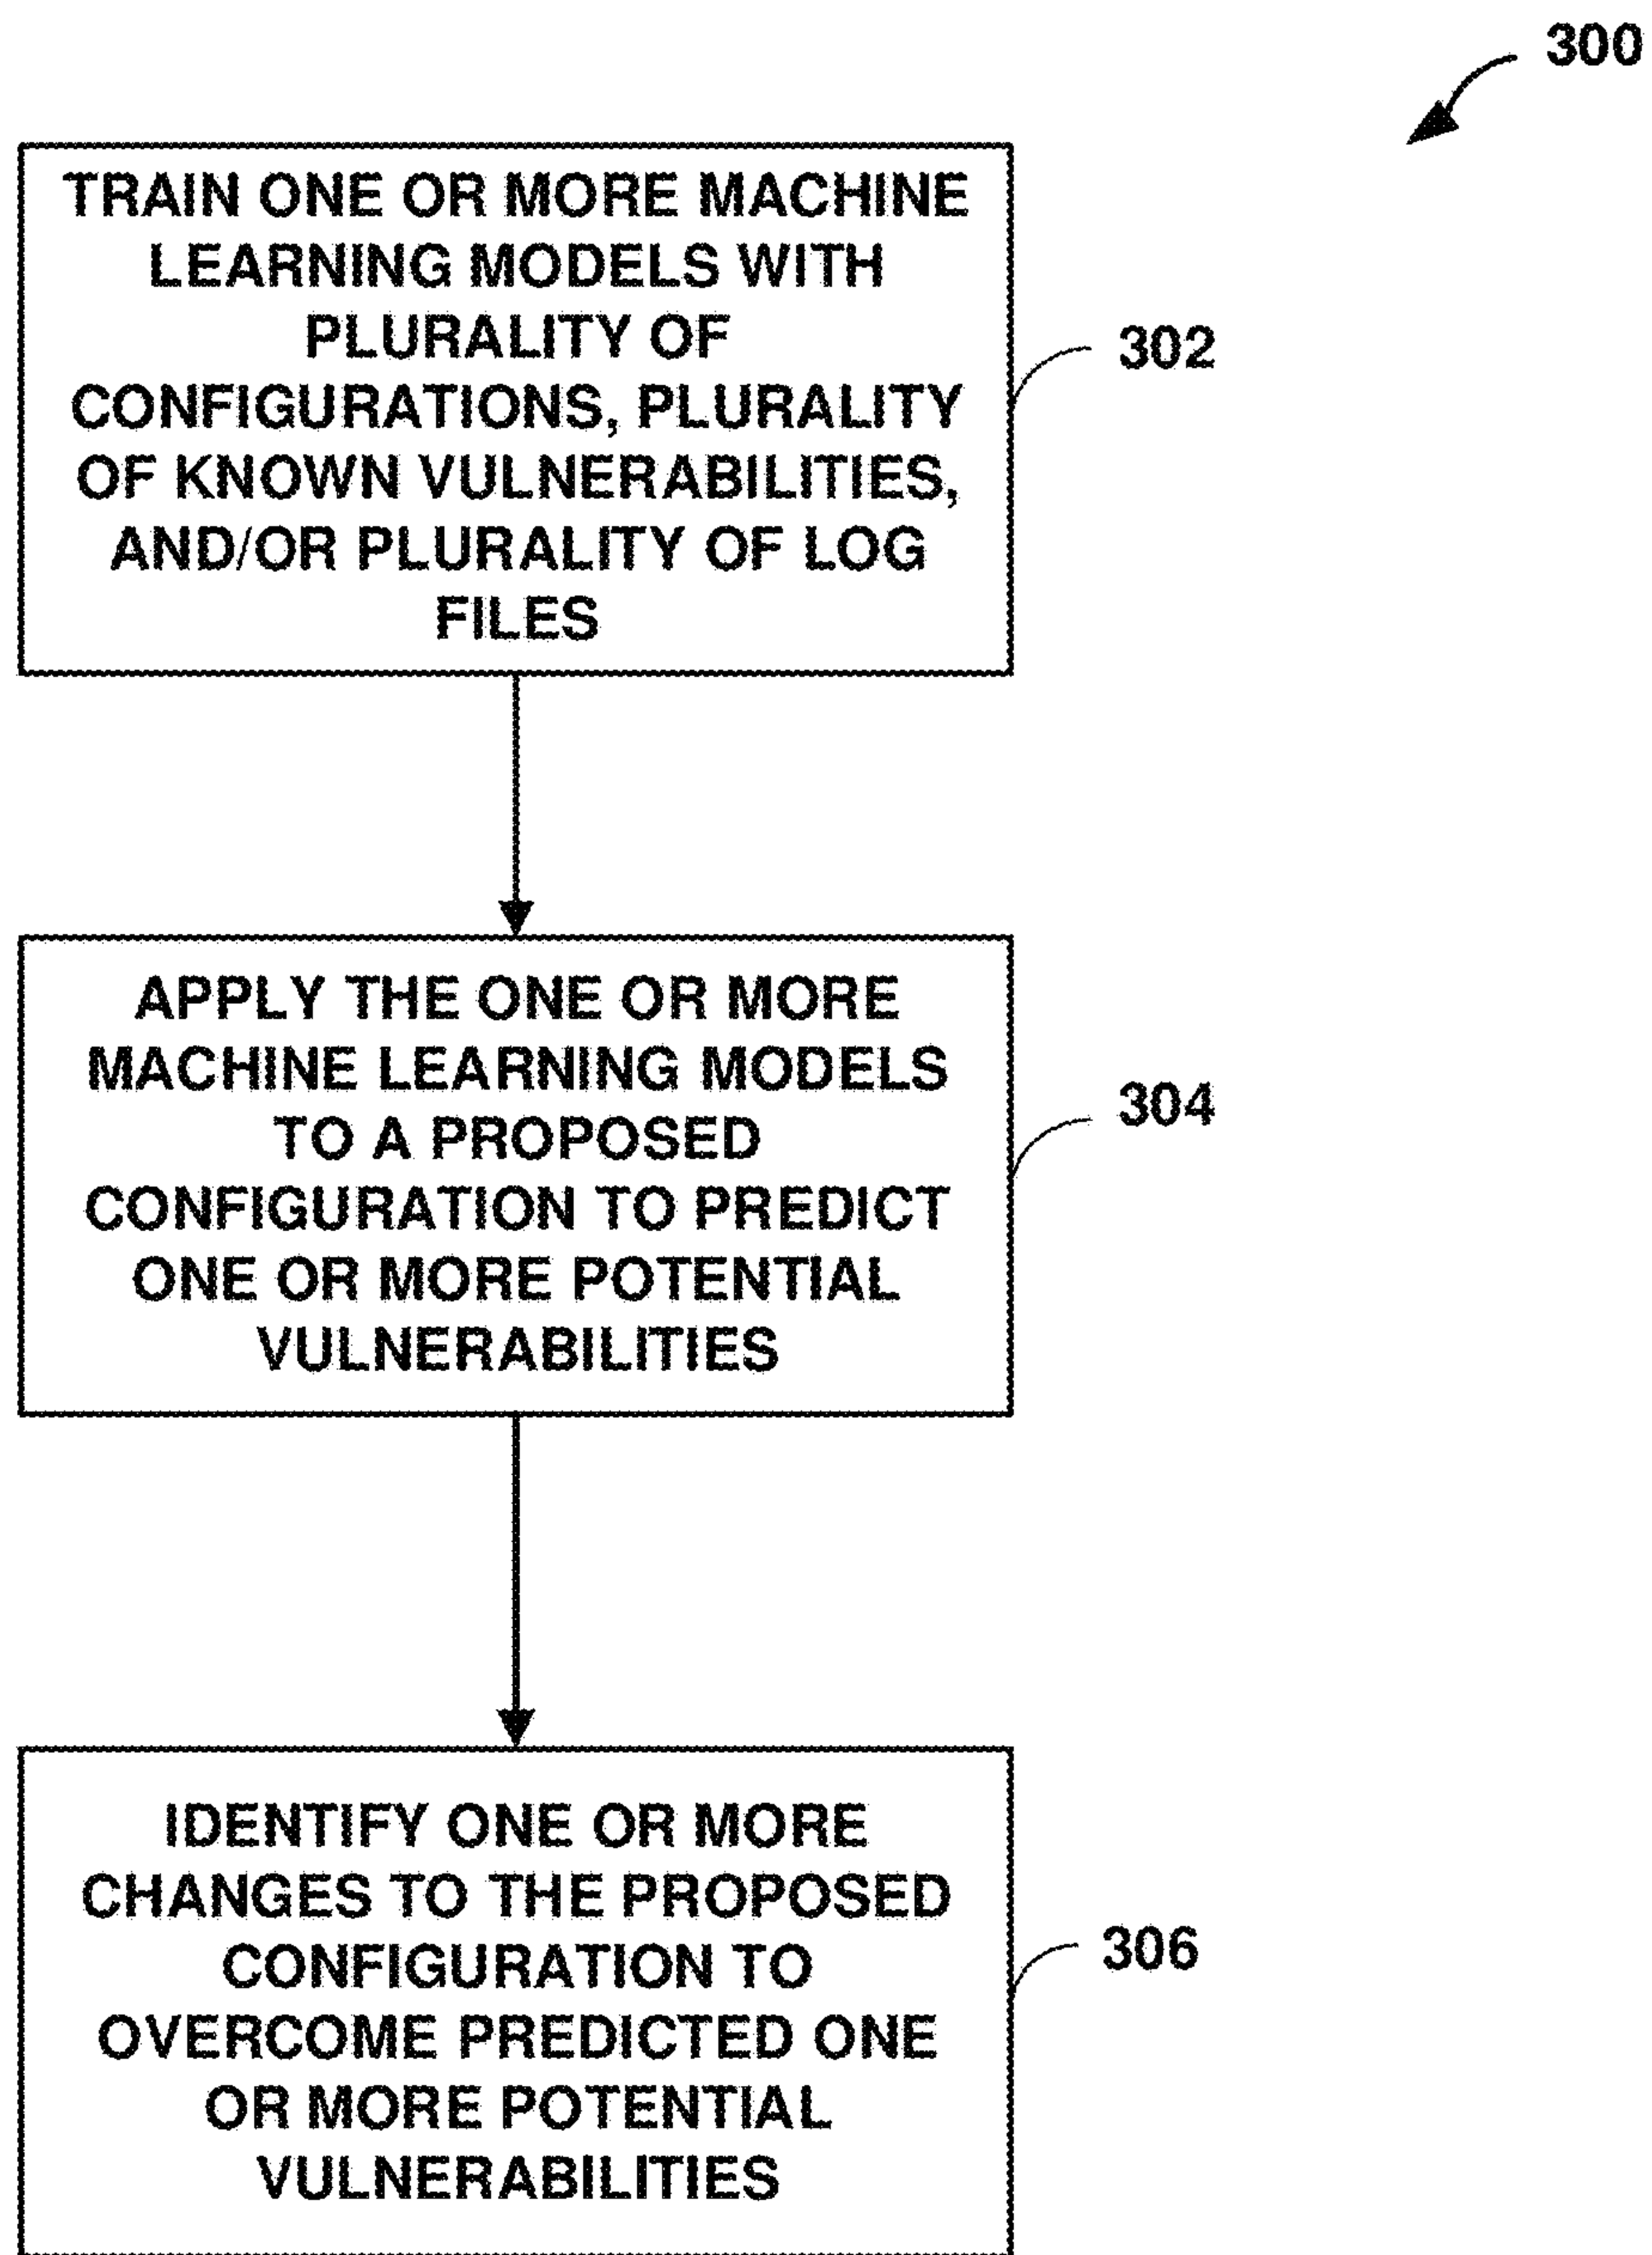 300
TRAIN ONE OR MORE MACHINE
LEARNING MODELS WITH
PLURALITY OF
CONFIGURATIONS, PLURALITY
OF KNOWN VULNERABILITIES,
AND/OR PLURALITY OF LOG
FILES
302
APPLY THE ONE OR MORE
MACHINE LEARNING MODELS
TO A PROPOSED
CONFIGURATION TO PREDICT
ONE OR MORE POTENTIAL
VULNERABILITIES
304
IDENTIFY ONE OR MORE
CHANGES TO THE PROPOSED
CONFIGURATION TO
OVERCOME PREDICTED ONE
OR MORE POTENTIAL
VULNERABILITIES
306